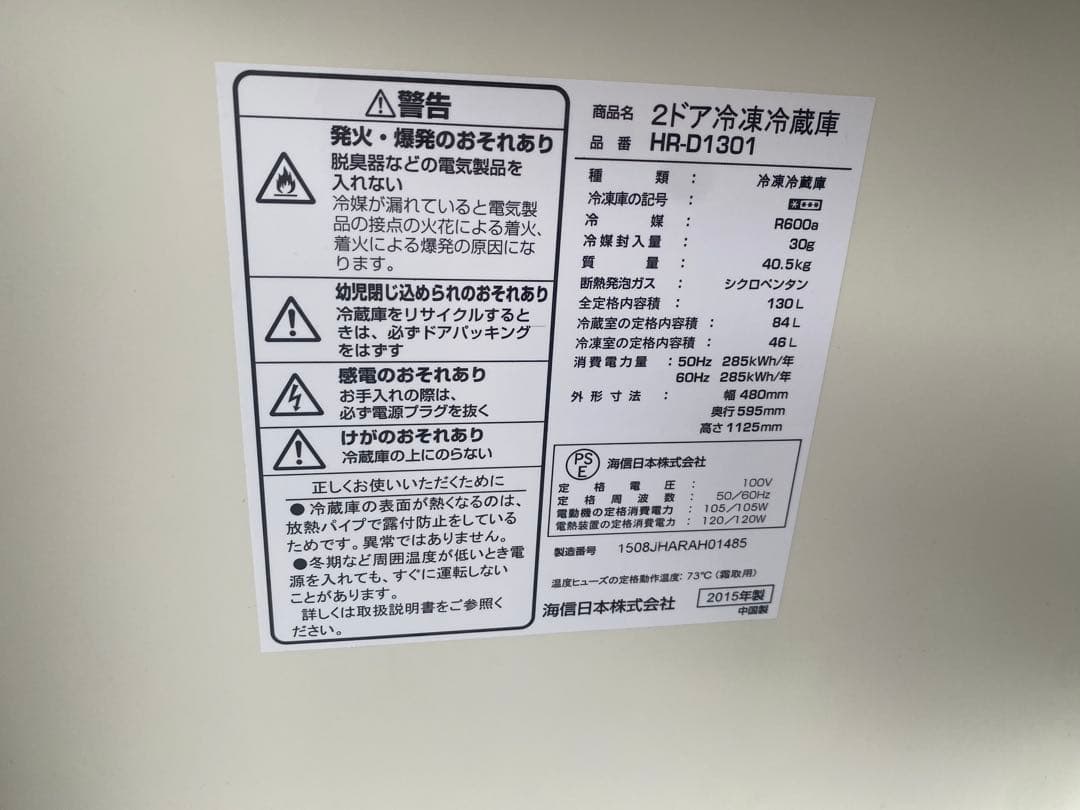 警告
発火・爆発のおそれあり
脱臭器などの電気製品を
入れない
冷媒が漏れていると電気製
品の接点の火花による着火、
着火による爆発の原因にな
ります。
幼児閉じ込められのおそれあり
冷蔵庫をリサイクルすると
きは、必ずドアパッキング
をはずす
感電のおそれあり
お手入れの際は、
必ず電源プラグを抜く
けがのおそれあり
冷蔵庫の上にのらない
正しくお使いいただくために
●冷蔵庫の表面が熱くなるのは、
放熱パイプで露付防止をしている
ためです。異常ではありません。
●冬期など周囲温度が低いとき電
源を入れても、すぐに運転しない
ことがあります。
詳しくは取扱説明書をご参照く
ださい。
商品名 2ドア冷凍冷蔵庫
品番 HR-D1301
種類 : 冷凍冷蔵庫
冷凍庫の記号 : ****
冷媒 : R600a
冷媒封入量 : 30g
質量 : 40.5kg
断熱発泡ガス : シクロペンタン
全定格内容積 : 130L
冷蔵室の定格内容積 : 84L
冷凍室の定格内容積 : 46L
消費電力量 : 50Hz 285kWh/年
60Hz 285kWh/年
外形寸法 : 幅 480mm
奥行 595mm
高さ 1125mm
PSE 海信日本株式会社
定格電圧 : 100V
定格周波数 : 50/60Hz
電動機の定格消費電力 : 105/105W
電熱装置の定格消費電力 : 120/120W
製造番号 1508JHARAH01485
温度ヒューズの定格動作温度:73℃(霜取用)
海信日本株式会社 2015年製
中国製